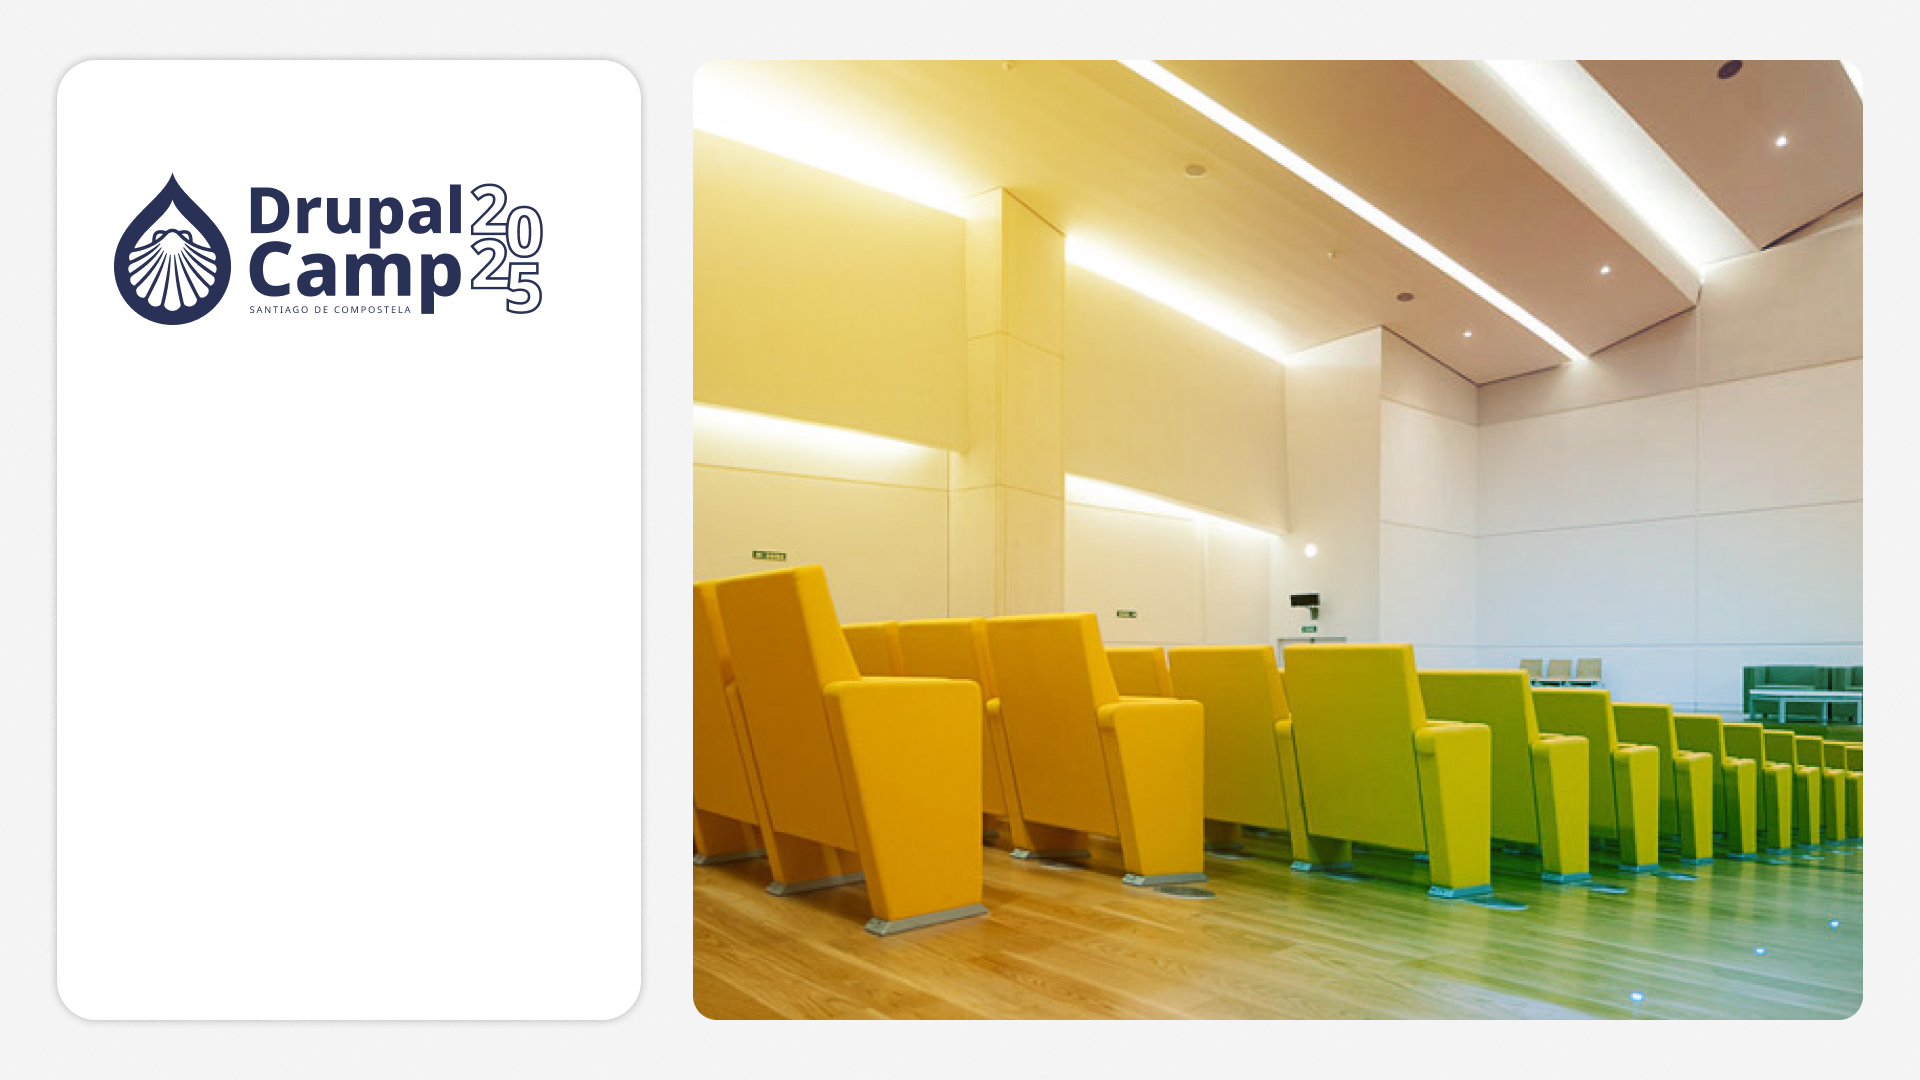 Drupal
Camp
2025
SANTIAGO DE COMPOSTELA